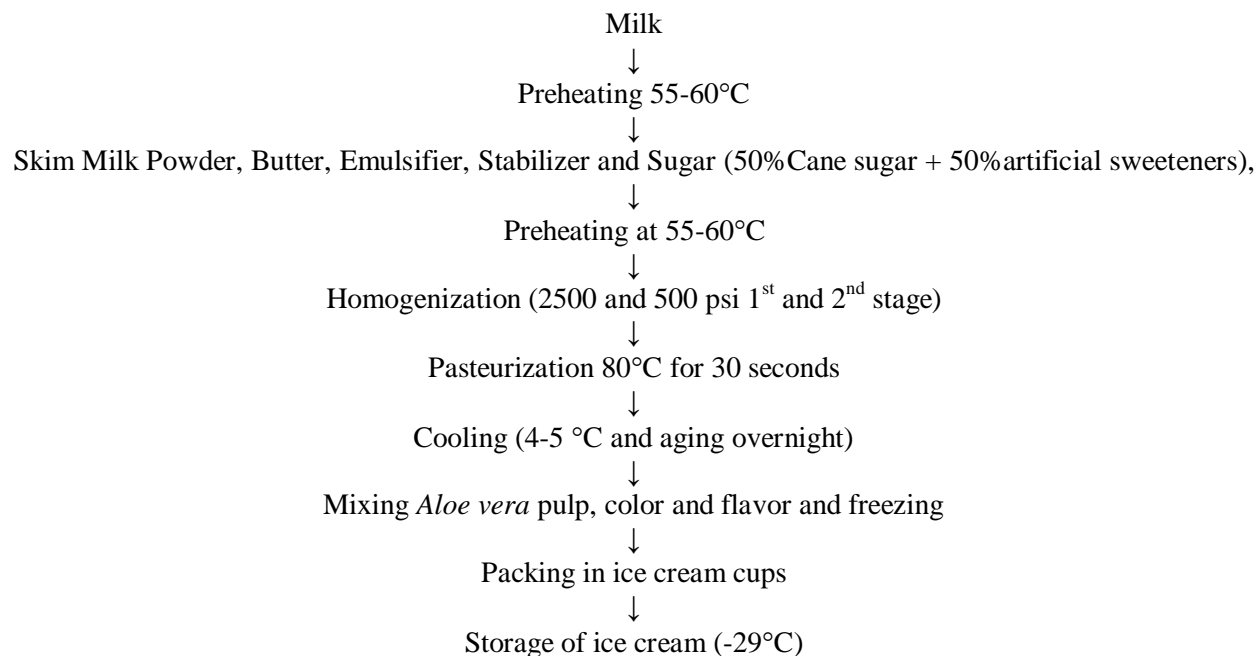 Milk
↓
Preheating 55-60°C
↓
Skim Milk Powder, Butter, Emulsifier, Stabilizer and Sugar (50%Cane sugar + 50%artificial sweeteners),
↓
Preheating at 55-60°C
↓
Homogenization (2500 and 500 psi 1st and 2nd stage)
↓
Pasteurization 80°C for 30 seconds
↓
Cooling (4-5 °C and aging overnight)
↓
Mixing Aloe vera pulp, color and flavor and freezing
↓
Packing in ice cream cups
↓
Storage of ice cream (-29°C)